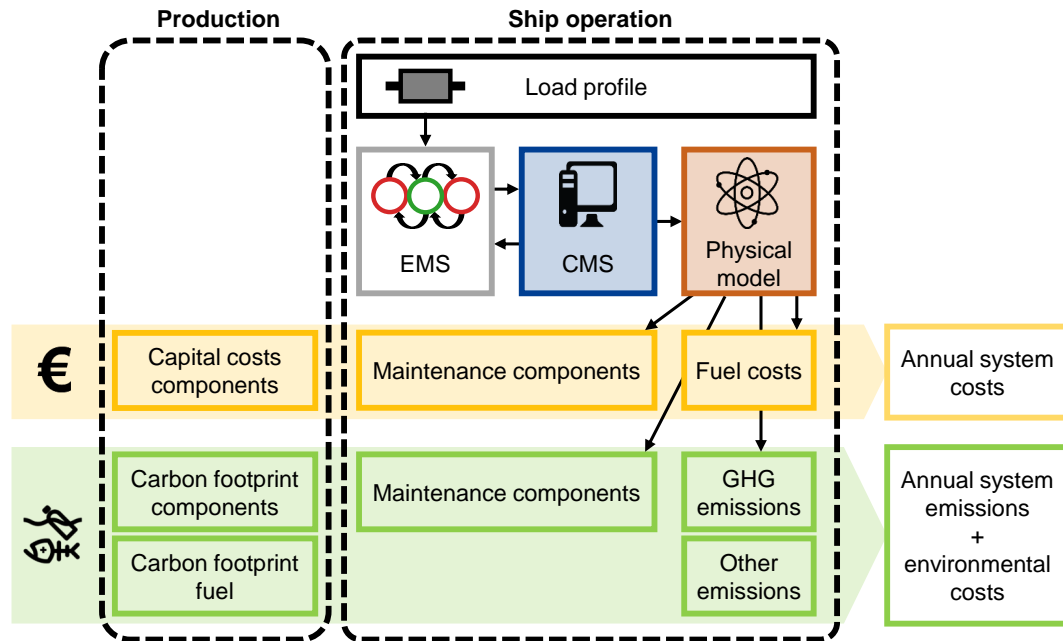 Production
Ship operation
Load profile
EMS
CMS
Physical
model
€
Capital costs
components
Maintenance components
Fuel costs
Annual system
costs
Carbon footprint
components
Maintenance components
GHG
emissions
Carbon footprint
fuel
Other
emissions
Annual system
emissions
+
environmental
costs